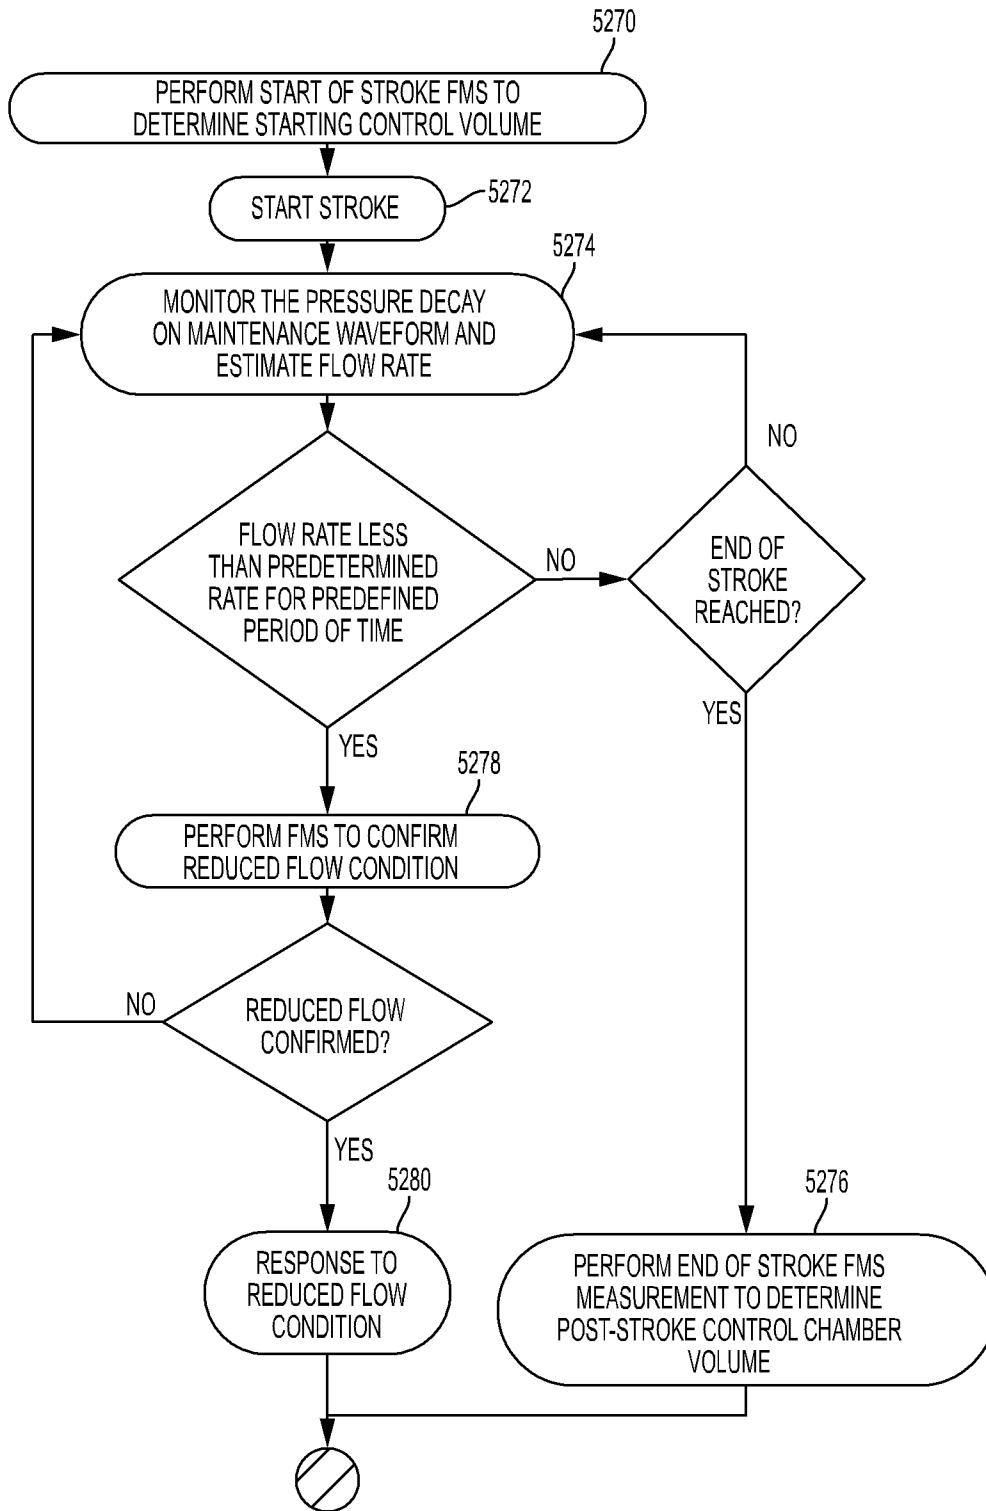 5270
PERFORM START OF STROKE FMS TO
DETERMINE STARTING CONTROL VOLUME
START STROKE
5272
5274
MONITOR THE PRESSURE DECAY
ON MAINTENANCE WAVEFORM AND
ESTIMATE FLOW RATE
FLOW RATE LESS
THAN PREDETERMINED
RATE FOR PREDEFINED
PERIOD OF TIME
NO
END OF
STROKE
REACHED?
NO
YES
YES
5278
PERFORM FMS TO CONFIRM
REDUCED FLOW CONDITION
REDUCED FLOW
CONFIRMED?
NO
YES
5280
RESPONSE TO
REDUCED FLOW
CONDITION
5276
PERFORM END OF STROKE FMS
MEASUREMENT TO DETERMINE
POST-STROKE CONTROL CHAMBER
VOLUME